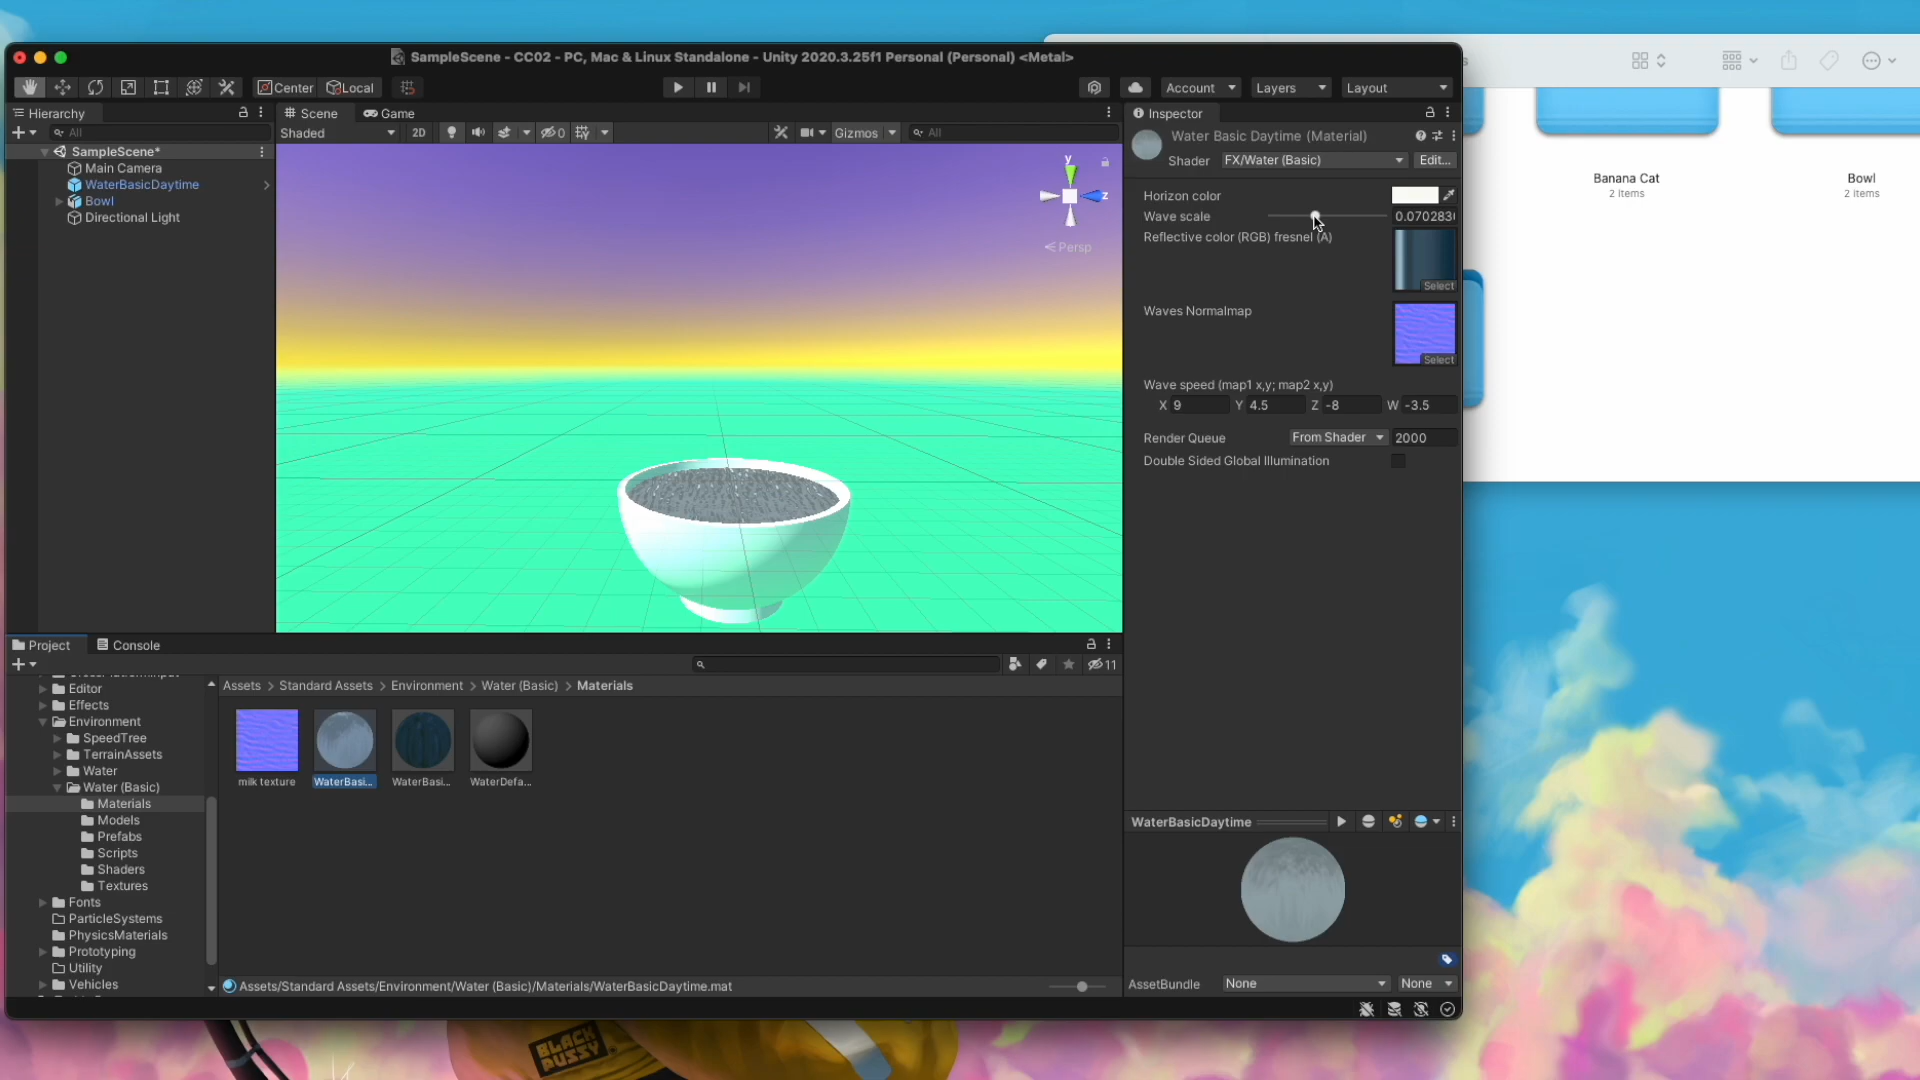 SampleScene - CC02 - PC, Mac & Linux Standalone - Unity 2020.3.25f1 Personal (Personal) <Metal>
Center Local Account Layers Layout
Hierarchy
All
SampleScene*
Main Camera
WaterBasicDaytime
Bowl
Directional Light
Scene Game
Shaded 2D 0 Gizmos All
y
z
Persp
Inspector
Water Basic Daytime (Material)
Shader FX/Water (Basic) Edit...
Horizon color
Wave scale 0.070283
Reflective color (RGB) fresnel (A)
Select
Waves Normalmap
Select
Wave speed (map1 x,y; map2 x,y)
X 9 Y 4.5 Z -8 W -3.5
Render Queue From Shader 2000
Double Sided Global Illumination
Banana Cat
2 items
Bowl
2 items
Project Console
11
Editor
Effects
Environment
SpeedTree
TerrainAssets
Water
Water (Basic)
Materials
Models
Prefabs
Scripts
Shaders
Textures
Fonts
ParticleSystems
PhysicsMaterials
Prototyping
Utility
Vehicles
Assets > Standard Assets > Environment > Water (Basic) > Materials
milk texture WaterBasi... WaterBasi... WaterDefa...
Assets/Standard Assets/Environment/Water (Basic)/Materials/WaterBasicDaytime.mat
WaterBasicDaytime
AssetBundle None None
BLACK
PUSSY